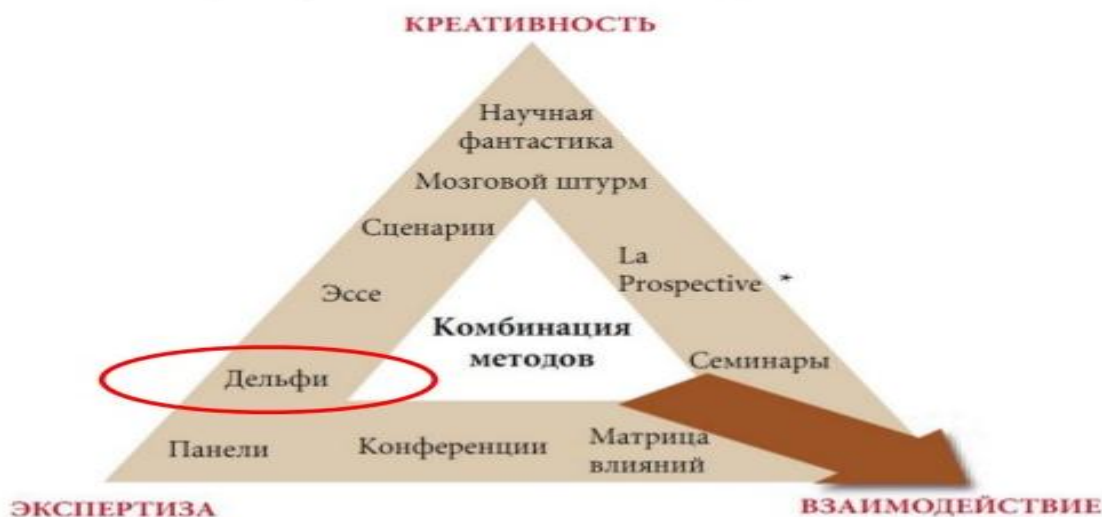 КРЕАТИВНОСТЬ
Научная
фантастика
Мозговой штурм
Сценарии
La
Prospective *
Эссе
Комбинация
методов
Семинары
Дельфи
Панели
Конференции
Матрица
влияний
ЭКСПЕРТИЗА
ВЗАИМОДЕЙСТВИЕ